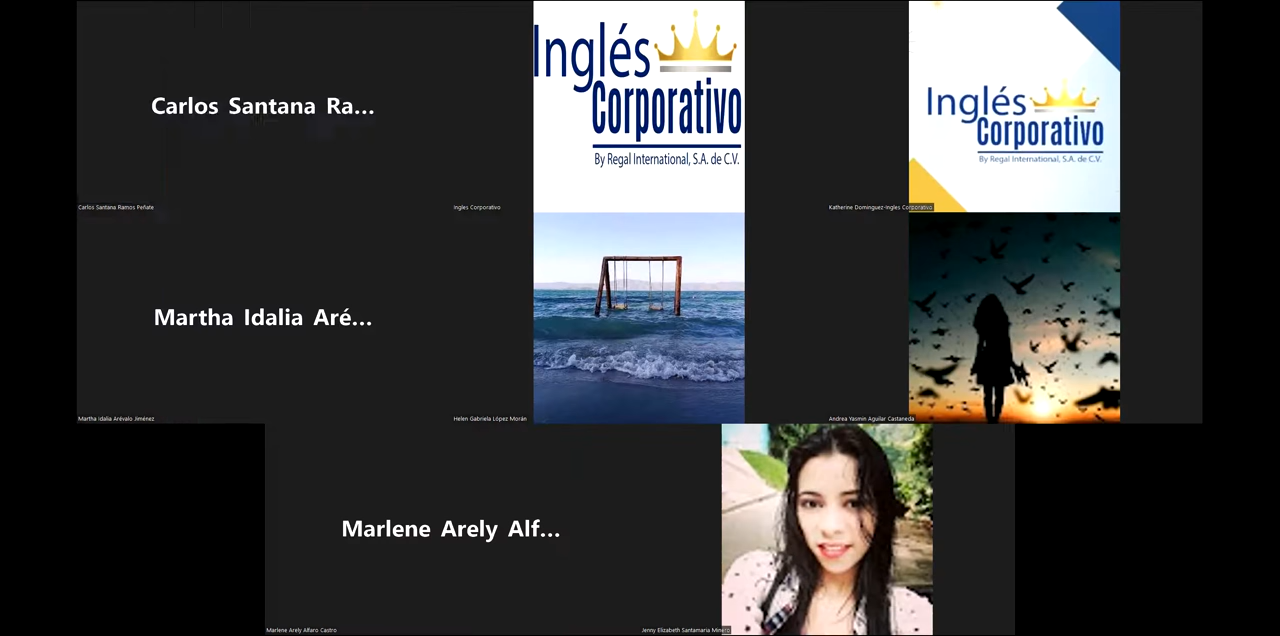 Carlos Santana Ra...
Carlos Santana Ramos Peñate
Inglés
Corporativo
By Regal International, S.A. de C.V.
Ingles Corporativo
Inglés
Corporativo
By Regal International, S.A. de C.V.
Katherine Dominguez-Ingles Corporativo
Martha Idalia Aré...
Martha Idalia Arévalo Jiménez
Helen Gabriela López Morán
Andrea Yasmin Aguilar Castaneda
Marlene Arely Alf...
Marlene Arely Alfaro Castro
Jenny Elizabeth Santamaria Minero